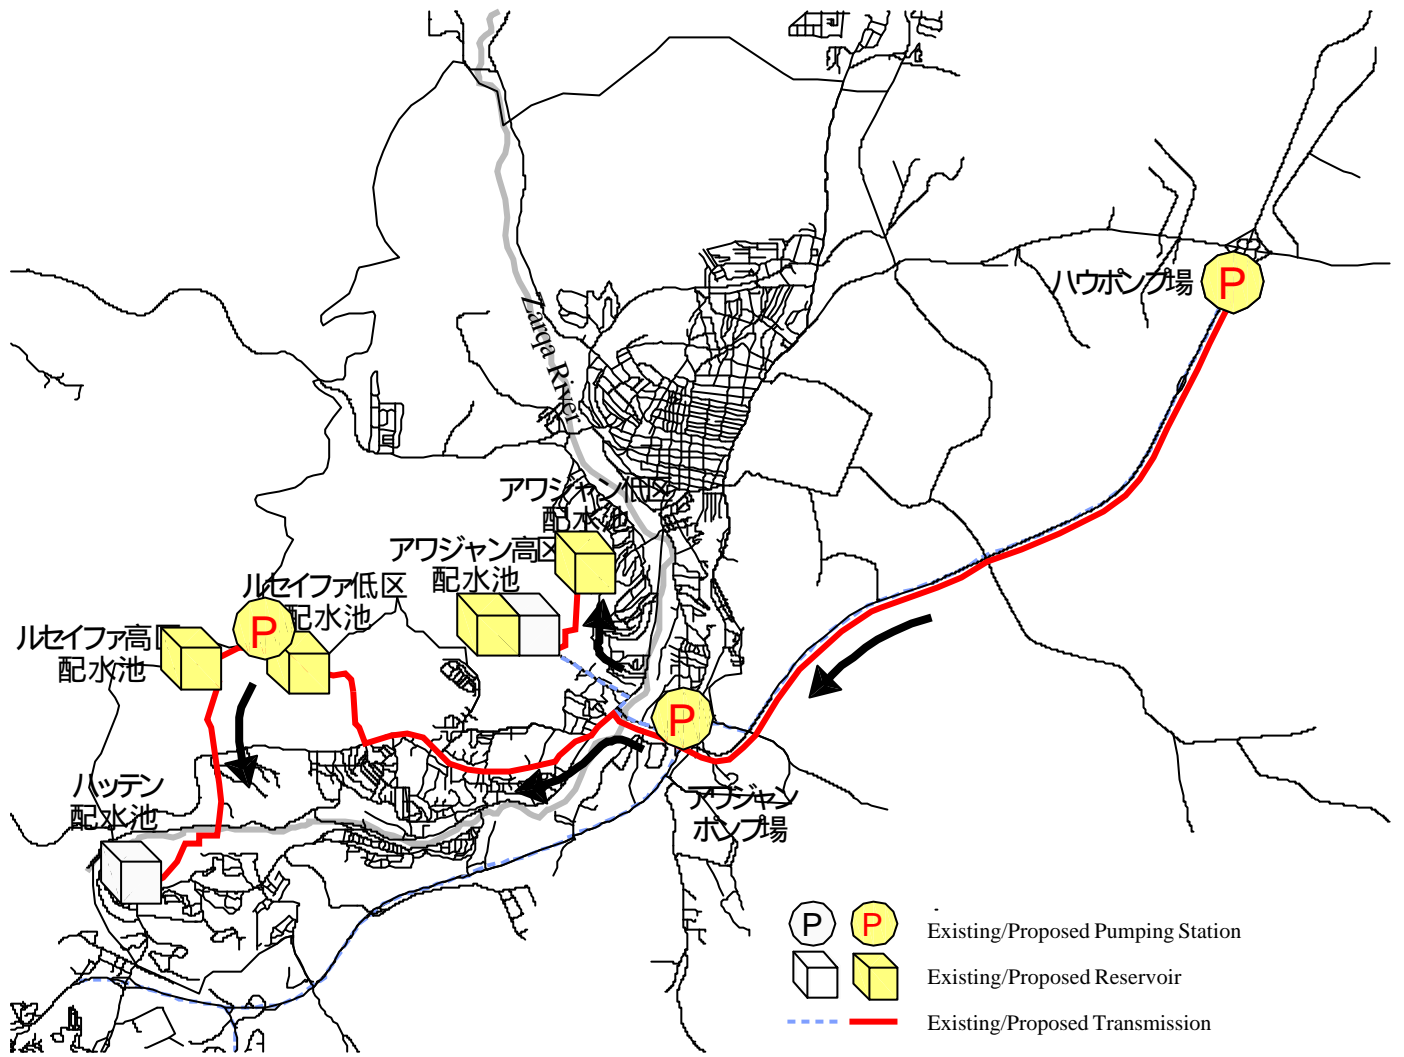 ハウポンプ場
P
Zarqa River
アワジャン低区
配水池
アワジャン高区
配水池
ルセイファ低区
配水池
P
ルセイファ高区
配水池
P
ハッテン
配水池
アワジャン
ポンプ場
P P Existing/Proposed Pumping Station
Existing/Proposed Reservoir
Existing/Proposed Transmission